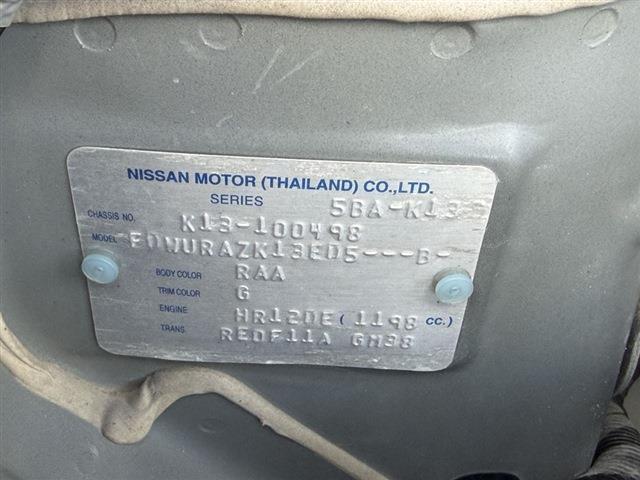 NISSAN MOTOR (THAILAND) CO.,LTD.
SERIES 5BA-K13
CHASSIS NO. K13-100498
MODEL FDWURAZK13ED5---B-
BODY COLOR RAA
TRIM COLOR G
ENGINE HR12DE ( 1198 CC.)
TRANS. RE0F11A GM38